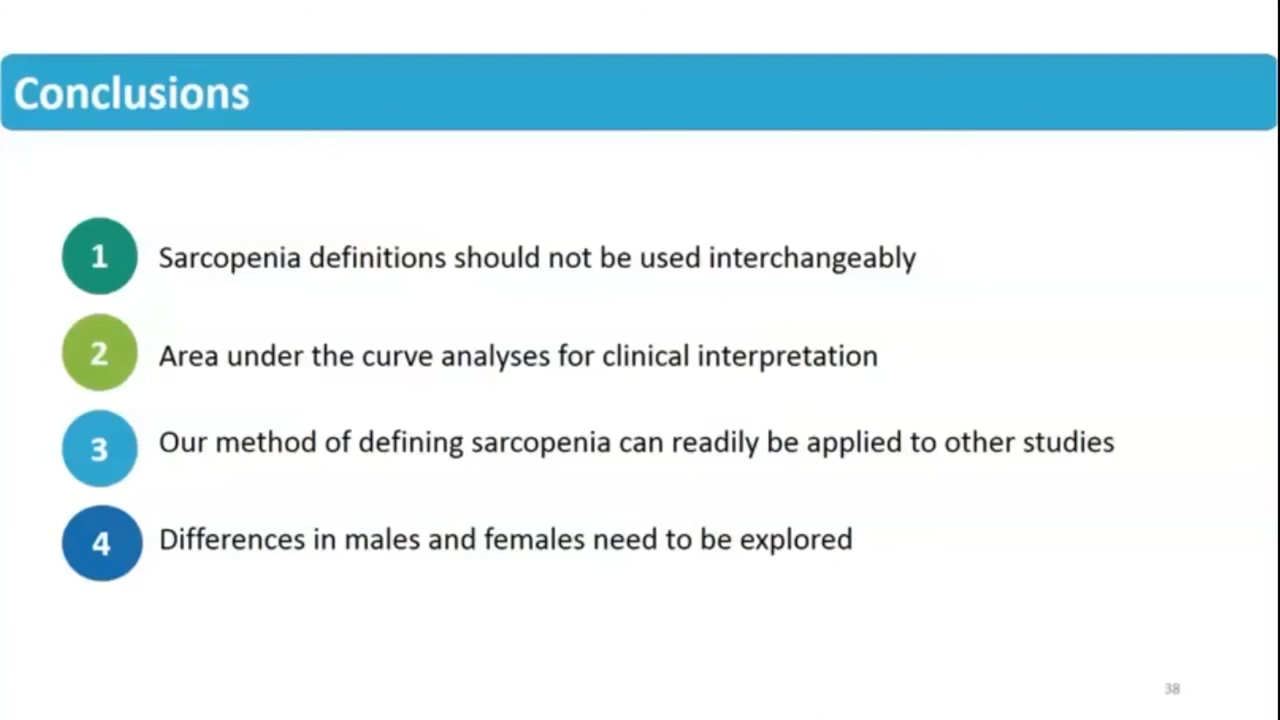 Conclusions
1 Sarcopenia definitions should not be used interchangeably
2 Area under the curve analyses for clinical interpretation
3 Our method of defining sarcopenia can readily be applied to other studies
4 Differences in males and females need to be explored
38